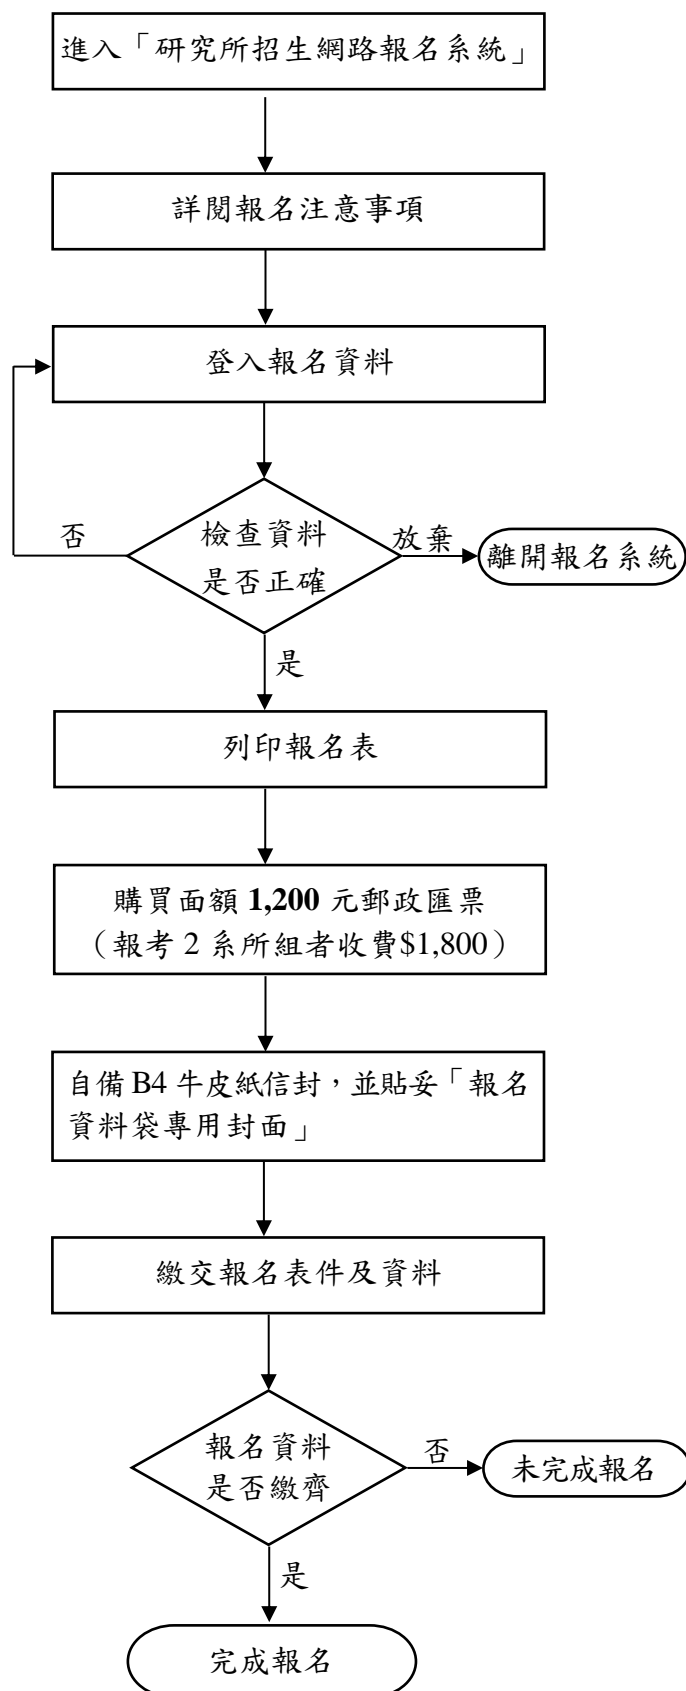 進入「研究所招生網路報名系統」
詳閱報名注意事項
登入報名資料
否
檢查資料
是否正確
放棄
離開報名系統
是
列印報名表
購買面額 1,200 元郵政匯票
（報考 2 系所組者收費$1,800）
自備 B4 牛皮紙信封，並貼妥「報名
資料袋專用封面」
繳交報名表件及資料
報名資料
是否繳齊
否
未完成報名
是
完成報名